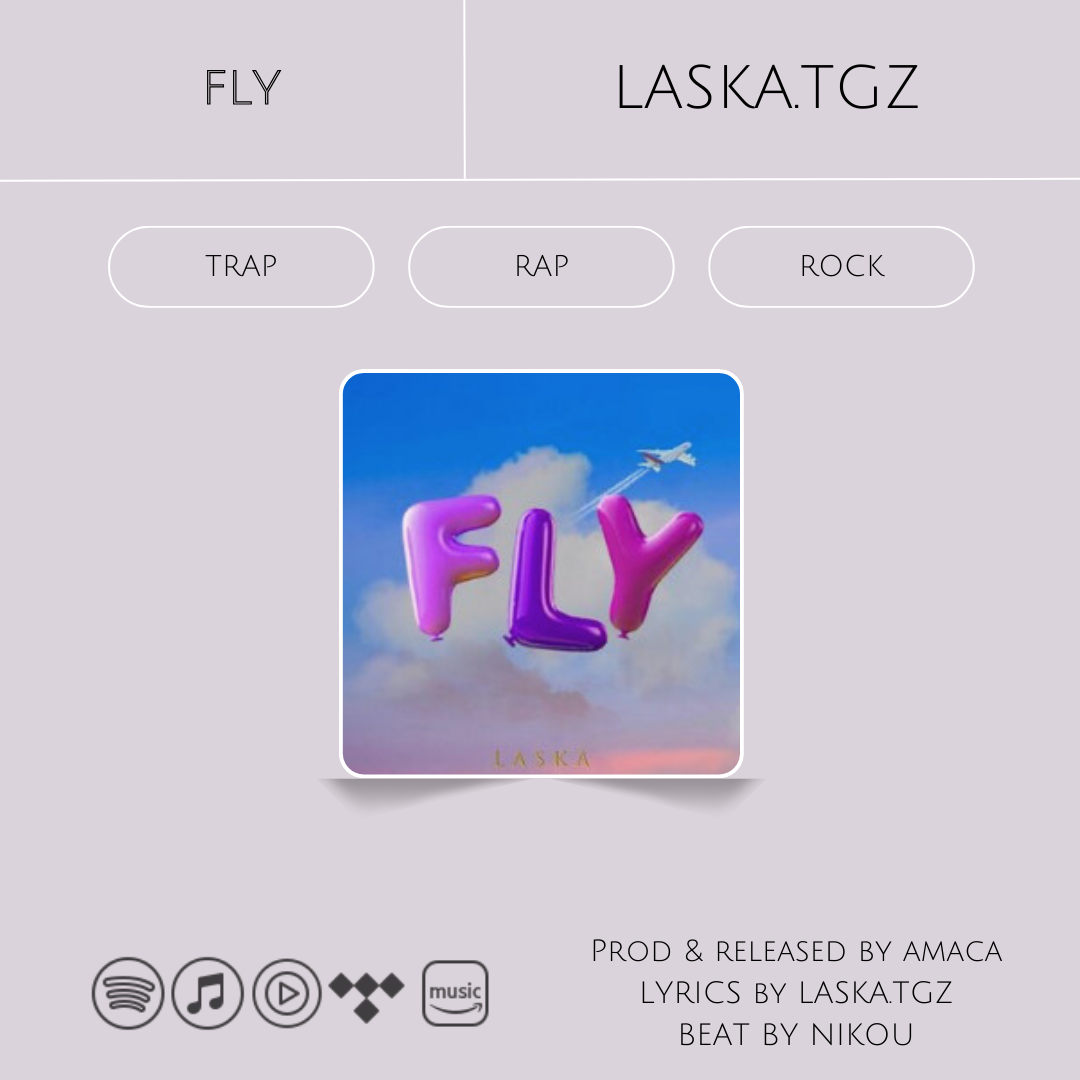 FLY
LASKA.TGZ
TRAP
RAP
ROCK
FLY
LASKA
music
PROD & RELEASED BY AMACA
LYRICS BY LASKA.TGZ
BEAT BY NIKOU